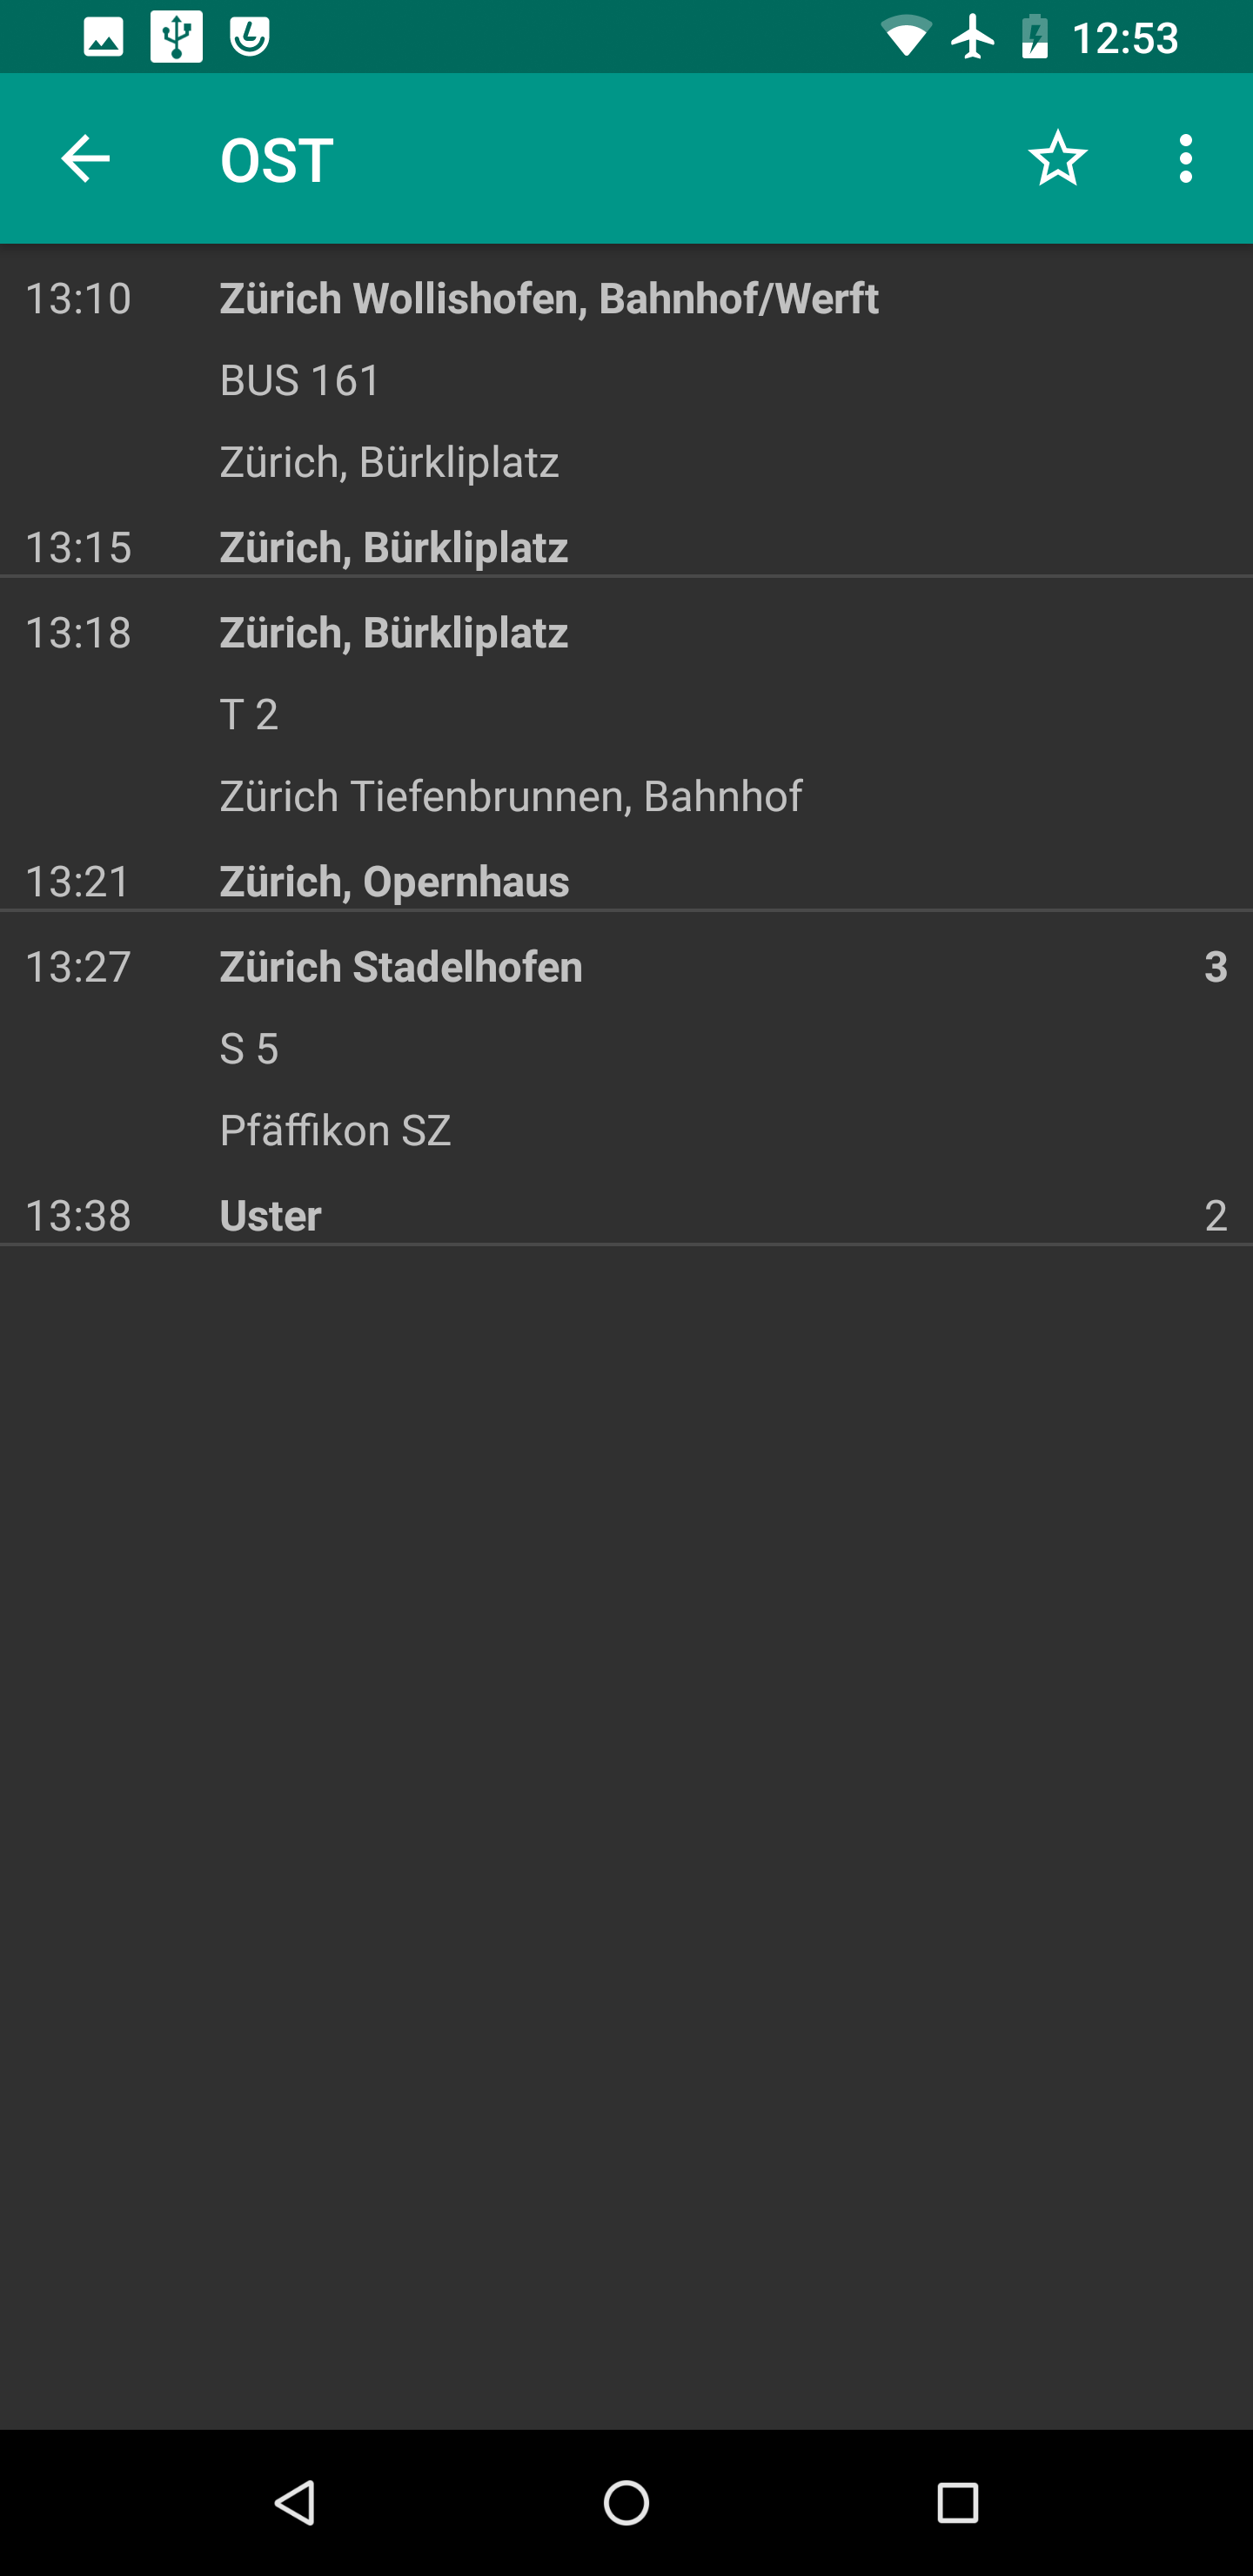 12:53
OST
13:10 Zürich Wollishofen, Bahnhof/Werft
BUS 161
Zürich, Bürkliplatz
13:15 Zürich, Bürkliplatz
13:18 Zürich, Bürkliplatz
T 2
Zürich Tiefenbrunnen, Bahnhof
13:21 Zürich, Opernhaus
13:27 Zürich Stadelhofen 3
S 5
Pfäffikon SZ
13:38 Uster 2